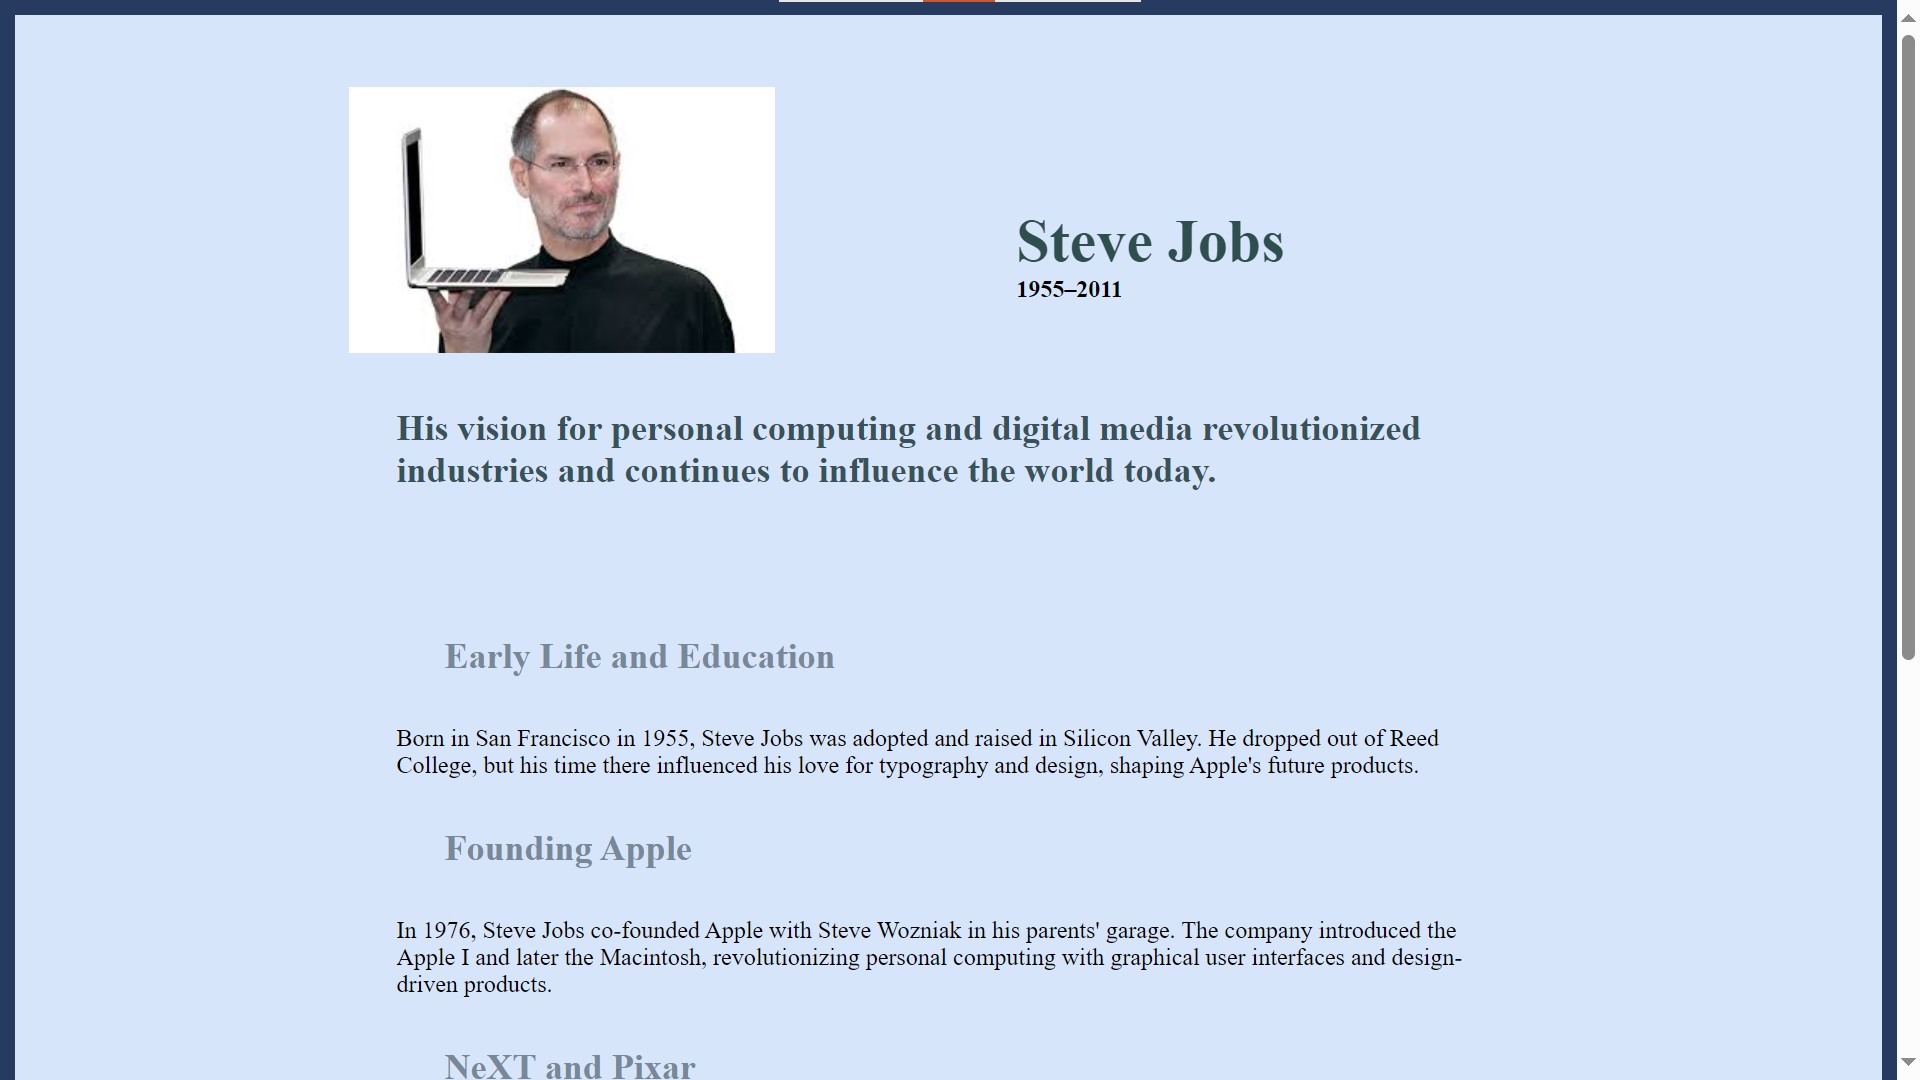 Steve Jobs
1955–2011
His vision for personal computing and digital media revolutionized
industries and continues to influence the world today.
Early Life and Education
Born in San Francisco in 1955, Steve Jobs was adopted and raised in Silicon Valley. He dropped out of Reed
College, but his time there influenced his love for typography and design, shaping Apple's future products.
Founding Apple
In 1976, Steve Jobs co-founded Apple with Steve Wozniak in his parents' garage. The company introduced the
Apple I and later the Macintosh, revolutionizing personal computing with graphical user interfaces and design-
driven products.
NeXT and Pixar